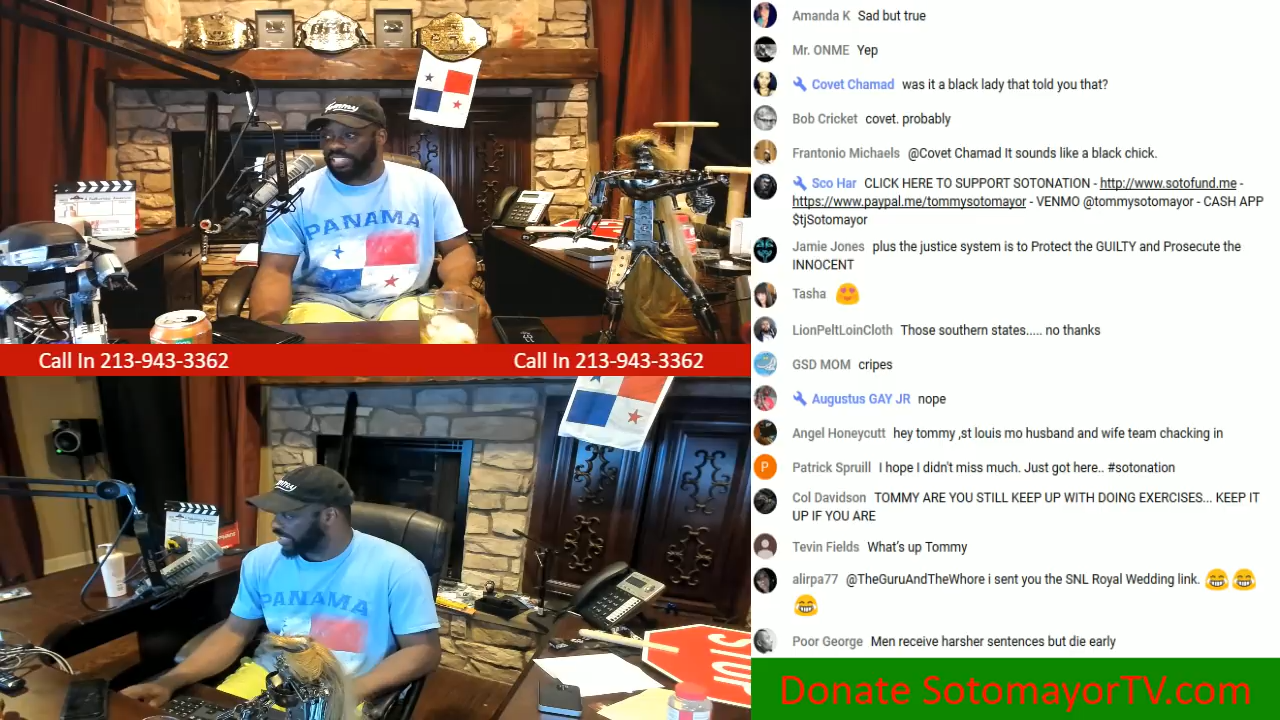 PANAMA
Call In 213-943-3362
Call In 213-943-3362
PANAMA
STOP
Amanda K Sad but true
Mr. ONME Yep
Covet Chamad was it a black lady that told you that?
Bob Cricket covet. probably
Frantonio Michaels @Covet Chamad It sounds like a black chick.
Sco Har CLICK HERE TO SUPPORT SOTONATION - http://www.sotofund.me -
https://www.paypal.me/tommysotomayor - VENMO @tommysotomayor - CASH APP
$tjSotomayor
Jamie Jones plus the justice system is to Protect the GUILTY and Prosecute the
INNOCENT
Tasha 😍
LionPeltLoinCloth Those southern states..... no thanks
GSD MOM cripes
Augustus GAY JR nope
Angel Honeycutt hey tommy ,st louis mo husband and wife team chacking in
P
Patrick Spruill I hope I didn't miss much. Just got here.. #sotonation
Col Davidson TOMMY ARE YOU STILL KEEP UP WITH DOING EXERCISES... KEEP IT
UP IF YOU ARE
Tevin Fields What's up Tommy
alirpa77 @TheGuruAndTheWhore i sent you the SNL Royal Wedding link. 😂 😂
😂
Poor George Men receive harsher sentences but die early
Donate SotomayorTV.com